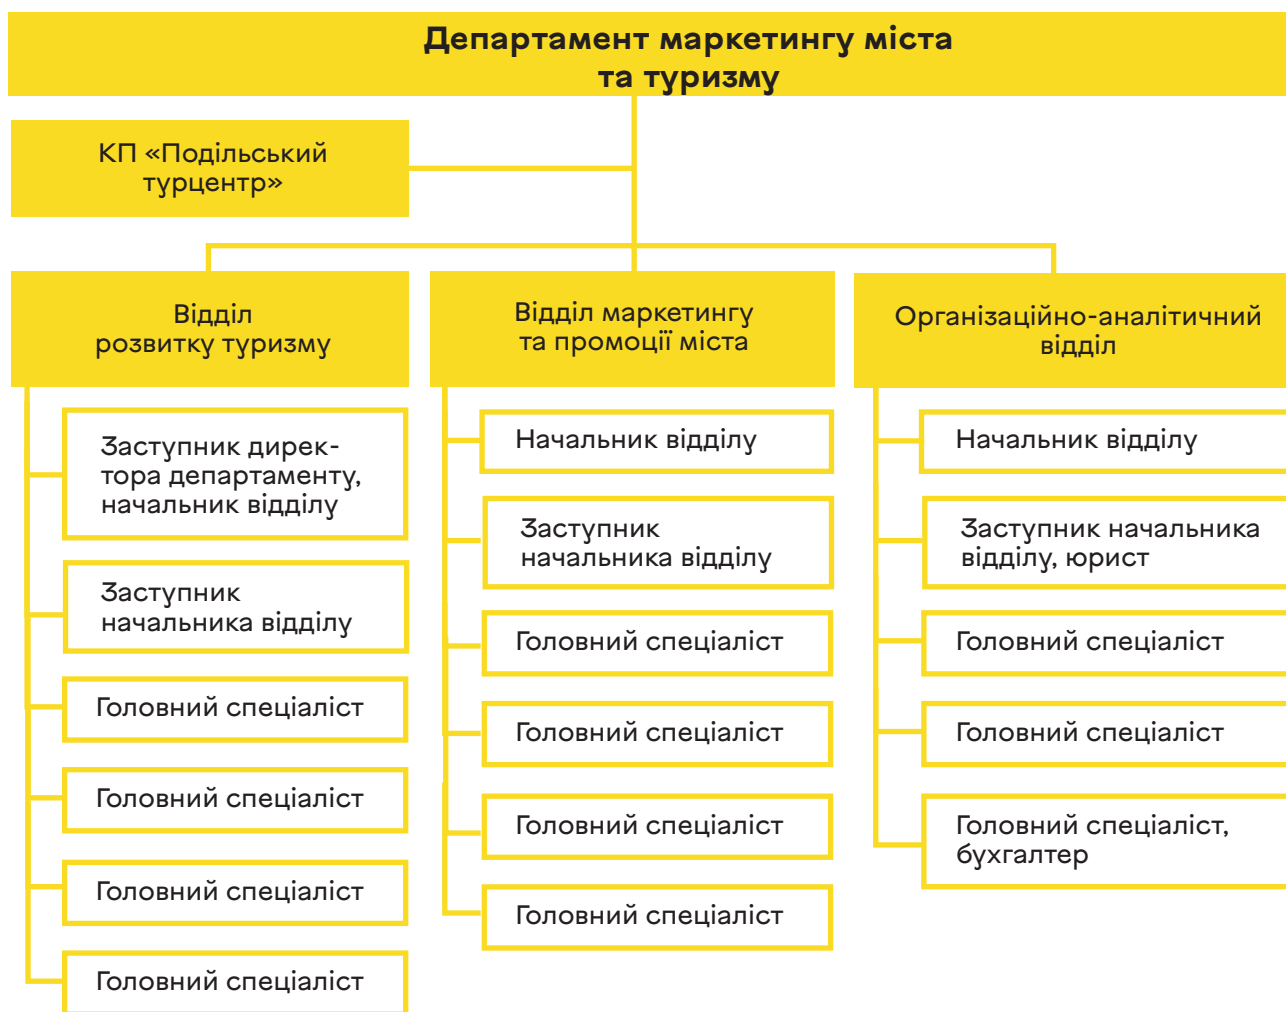 Департамент маркетингу міста
та туризму
КП «Подільський
турцентр»
Відділ
розвитку туризму
Заступник дирек-
тора департаменту,
начальник відділу
Заступник
начальника відділу
Головний спеціаліст
Головний спеціаліст
Головний спеціаліст
Головний спеціаліст
Відділ маркетингу
та промоції міста
Начальник відділу
Заступник
начальника відділу
Головний спеціаліст
Головний спеціаліст
Головний спеціаліст
Головний спеціаліст
Організаційно-аналітичний
відділ
Начальник відділу
Заступник начальника
відділу, юрист
Головний спеціаліст
Головний спеціаліст
Головний спеціаліст,
бухгалтер